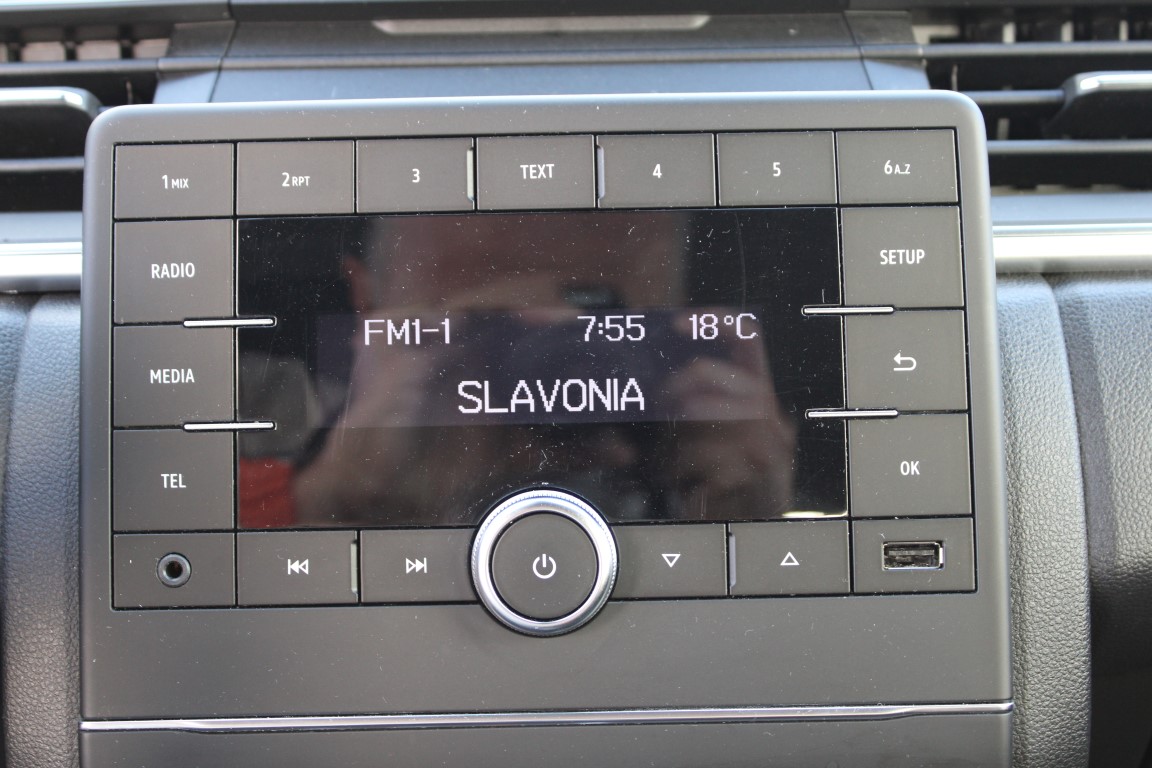 1 MIX 2 RPT 3 TEXT 4 5 6 A_Z
RADIO SETUP
FM1-1 7:55 18°C
MEDIA
SLAVONIA
TEL OK